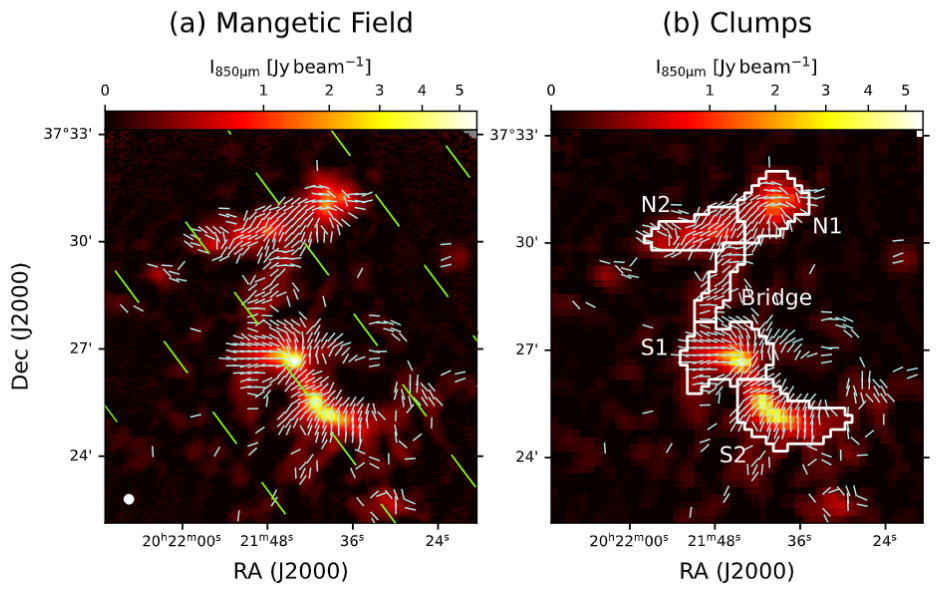 (a) Mangetic Field
I850μm [Jy beam−1]
0 1 2 3 4 5
37°33'
30'
27'
24'
Dec (J2000)
20h22m00s 21m48s 36s 24s
RA (J2000)
(b) Clumps
I850μm [Jy beam−1]
0 1 2 3 4 5
37°33'
30'
27'
24'
N2
N1
Bridge
S1
S2
20h22m00s 21m48s 36s 24s
RA (J2000)